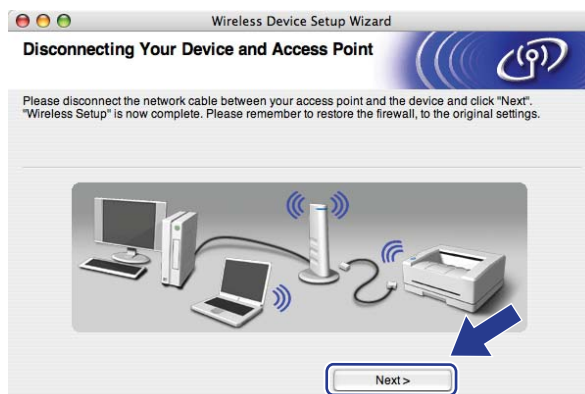 Wireless Device Setup Wizard
Disconnecting Your Device and Access Point
Please disconnect the network cable between your access point and the device and click "Next".
"Wireless Setup" is now complete. Please remember to restore the firewall, to the original settings.
Next >